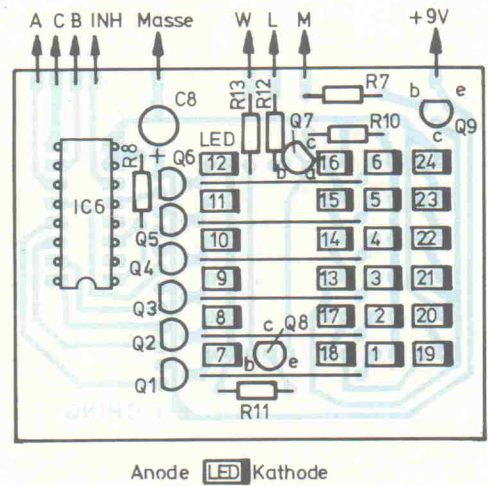 A C B INH Masse W L M +9V
R13 R12 R7 b e
C8 Q7 c R10 c Q9
R8 + Q6 LED b
12 16 6 24
IC6 11 15 5 23
Q5 10 14 4 22
Q4 9 13 3 21
Q3 8 17 2 20
Q2 c Q8
7 b e 18 1 19
Q1 R11
Anode LED Kathode